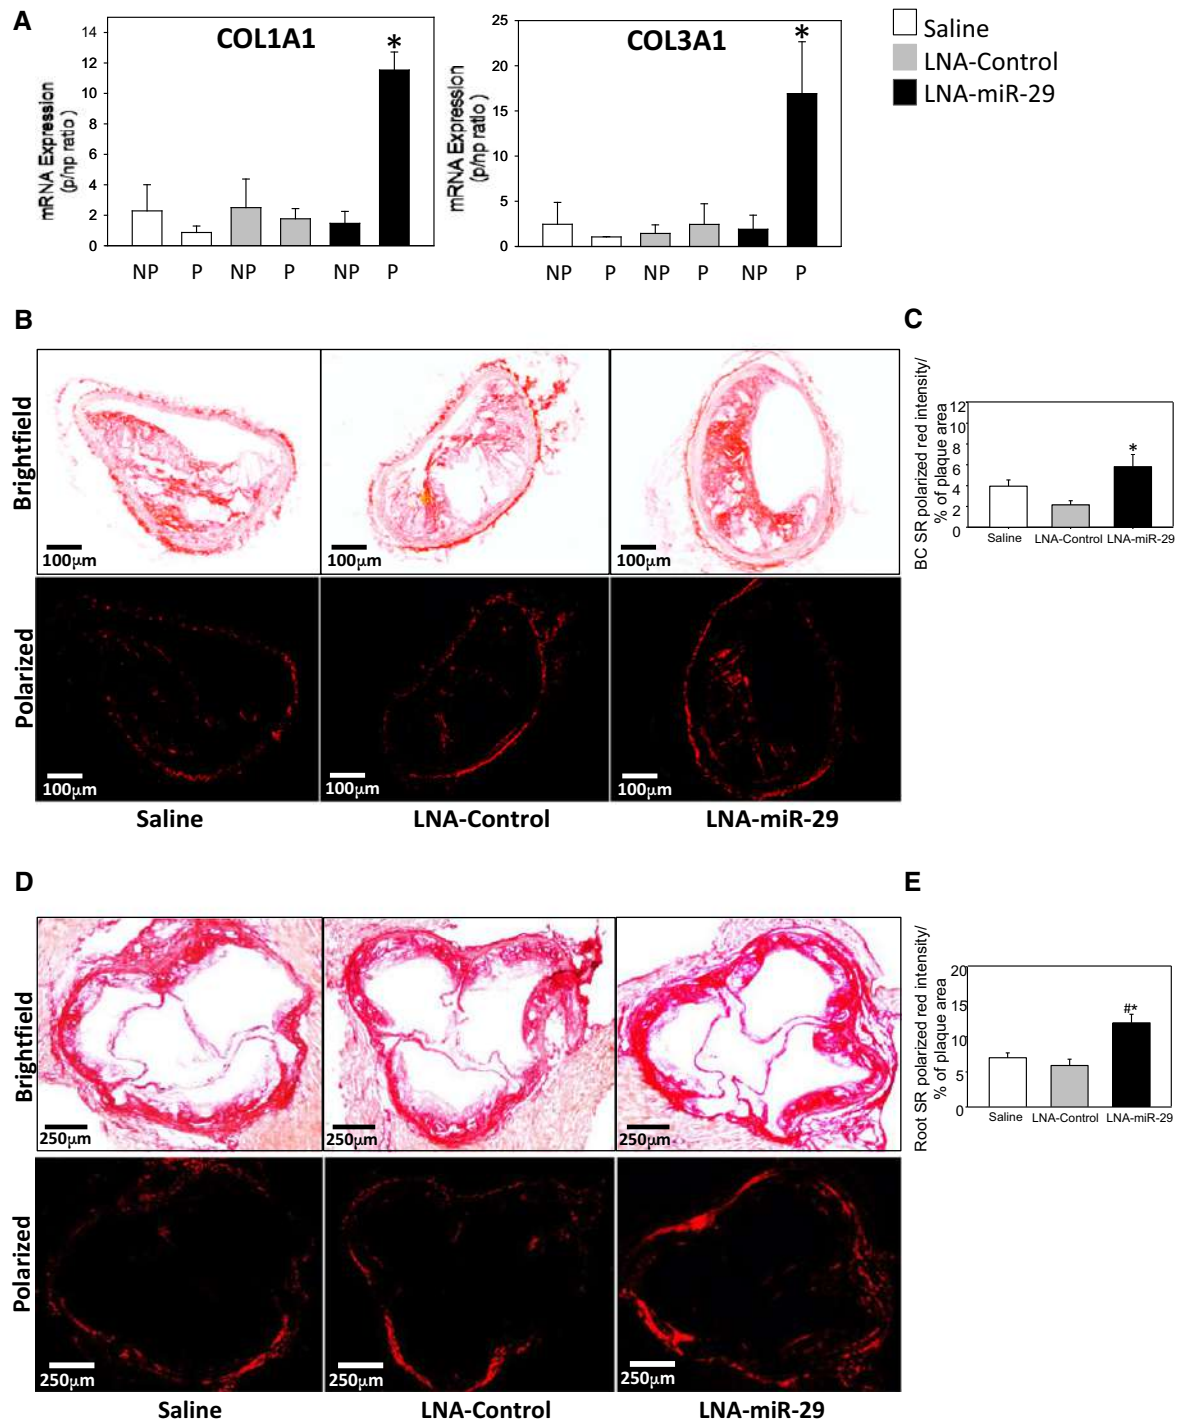 A
COL1A1
mRNA Expression
(p/np ratio )
14
12
10
8
6
4
2
0
*
NP P NP P NP P
COL3A1
mRNA Expression
(p/np ratio )
25
20
15
10
5
0
*
NP P NP P NP P
Saline
LNA-Control
LNA-miR-29
B
Brightfield
100μm
100μm
100μm
Polarized
100μm
100μm
100μm
Saline LNA-Control LNA-miR-29
C
BC SR polarized red intensity/
% of plaque area
12
10
8
6
4
2
0
*
Saline LNA-Control LNA-miR-29
D
Brightfield
250μm
250μm
250μm
Polarized
250μm
250μm
250μm
Saline LNA-Control LNA-miR-29
E
Root SR polarized red intensity/
% of plaque area
20
15
10
5
0
#*
Saline LNA-Control LNA-miR-29